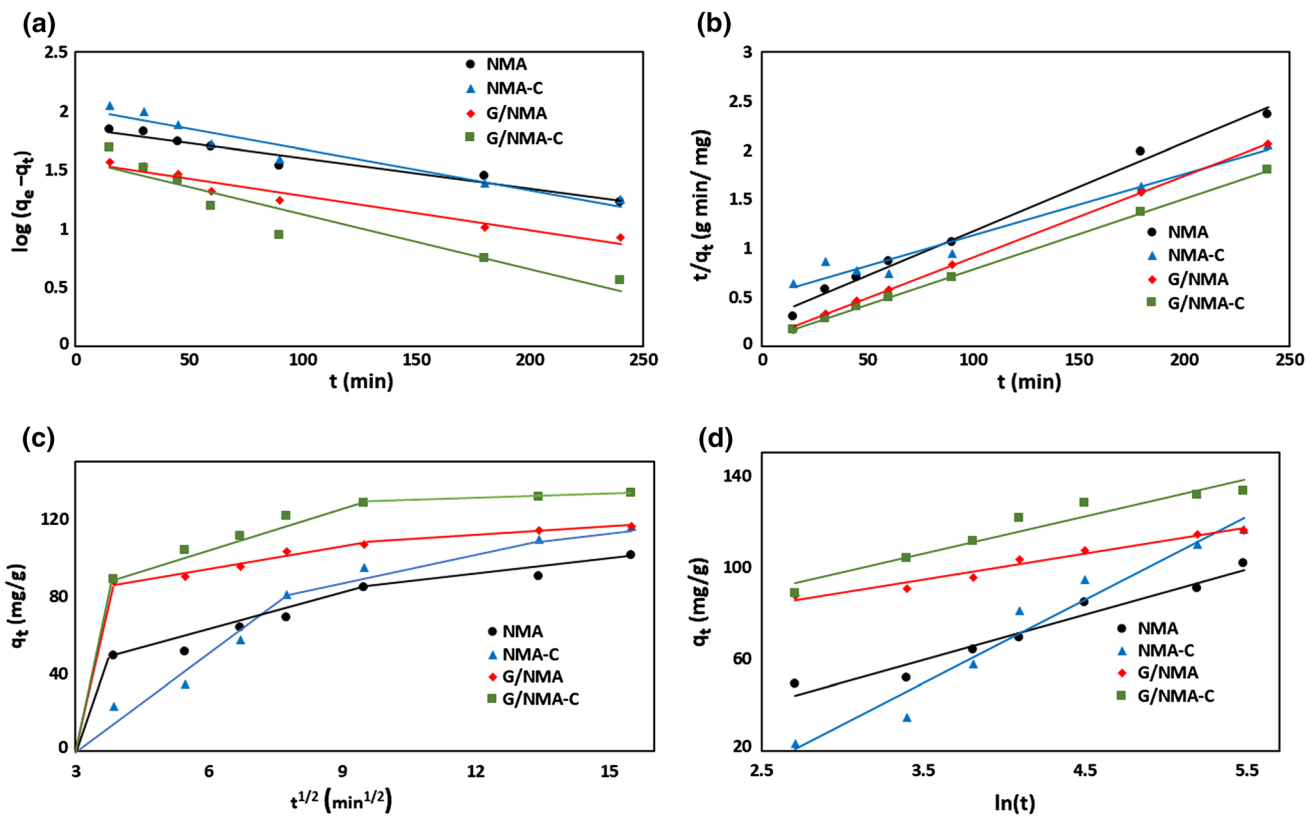 (a)
2.5
2
1.5
1
0.5
0
0 50 100 150 200 250
log (qe –qt)
t (min)
NMA
NMA-C
G/NMA
G/NMA-C
(b)
3
2.5
2
1.5
1
0.5
0
0 50 100 150 200 250
t/qt (g min/ mg)
t (min)
NMA
NMA-C
G/NMA
G/NMA-C
(c)
120
80
40
0
3 6 9 12 15
qt (mg/g)
t1/2 (min1/2)
NMA
NMA-C
G/NMA
G/NMA-C
(d)
140
100
60
20
2.5 3.5 4.5 5.5
qt (mg/g)
ln(t)
NMA
NMA-C
G/NMA
G/NMA-C